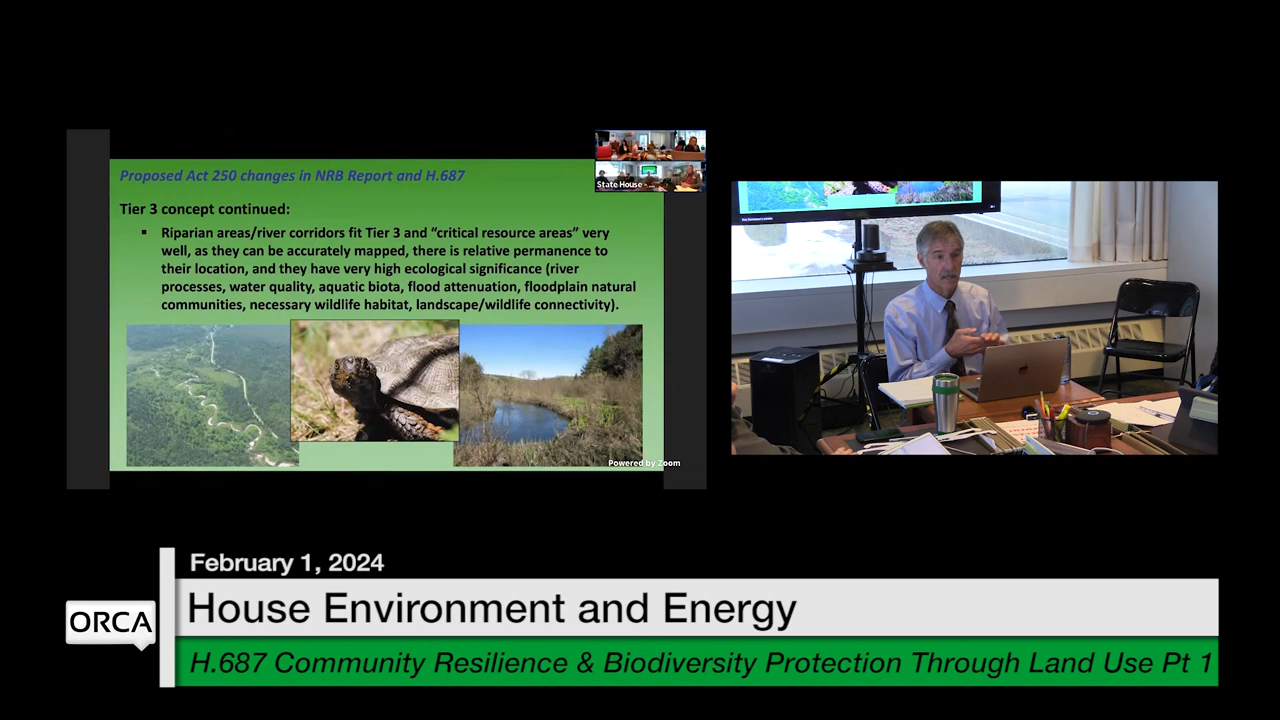 Proposed Act 250 changes in NRB Report and H.687
State House
Tier 3 concept continued:
▪ Riparian areas/river corridors fit Tier 3 and “critical resource areas” very
well, as they can be accurately mapped, there is relative permanence to
their location, and they have very high ecological significance (river
processes, water quality, aquatic biota, flood attenuation, floodplain natural
communities, necessary wildlife habitat, landscape/wildlife connectivity).
Powered by Zoom
February 1, 2024
House Environment and Energy
ORCA
H.687 Community Resilience & Biodiversity Protection Through Land Use Pt 1